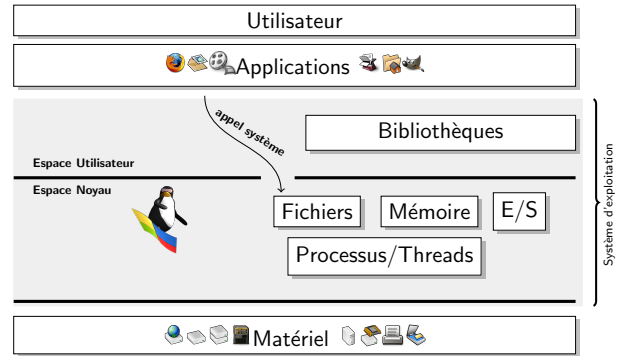 Utilisateur
Applications
appel système
Bibliothèques
Espace Utilisateur
Espace Noyau
Fichiers
Mémoire
E/S
Processus/Threads
Système d'exploitation
Matériel